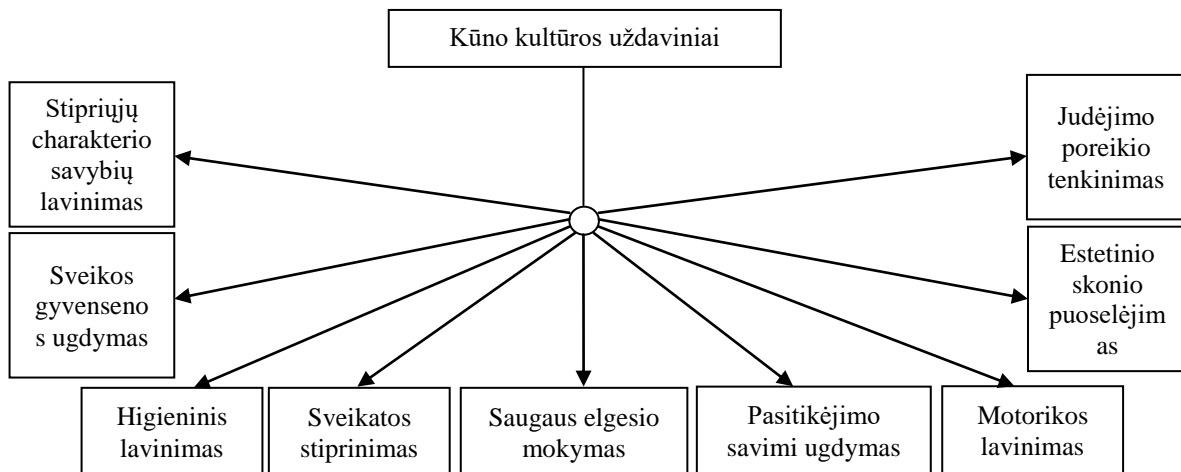 Kūno kultūros uždaviniai
Stipriųjų
charakterio
savybių
lavinimas
Judėjimo
poreikio
tenkinimas
Sveikos
gyvenseno
s ugdymas
Estetinio
skonio
puoselėjim
as
Higieninis
lavinimas
Sveikatos
stiprinimas
Saugaus elgesio
mokymas
Pasitikėjimo
savimi ugdymas
Motorikos
lavinimas